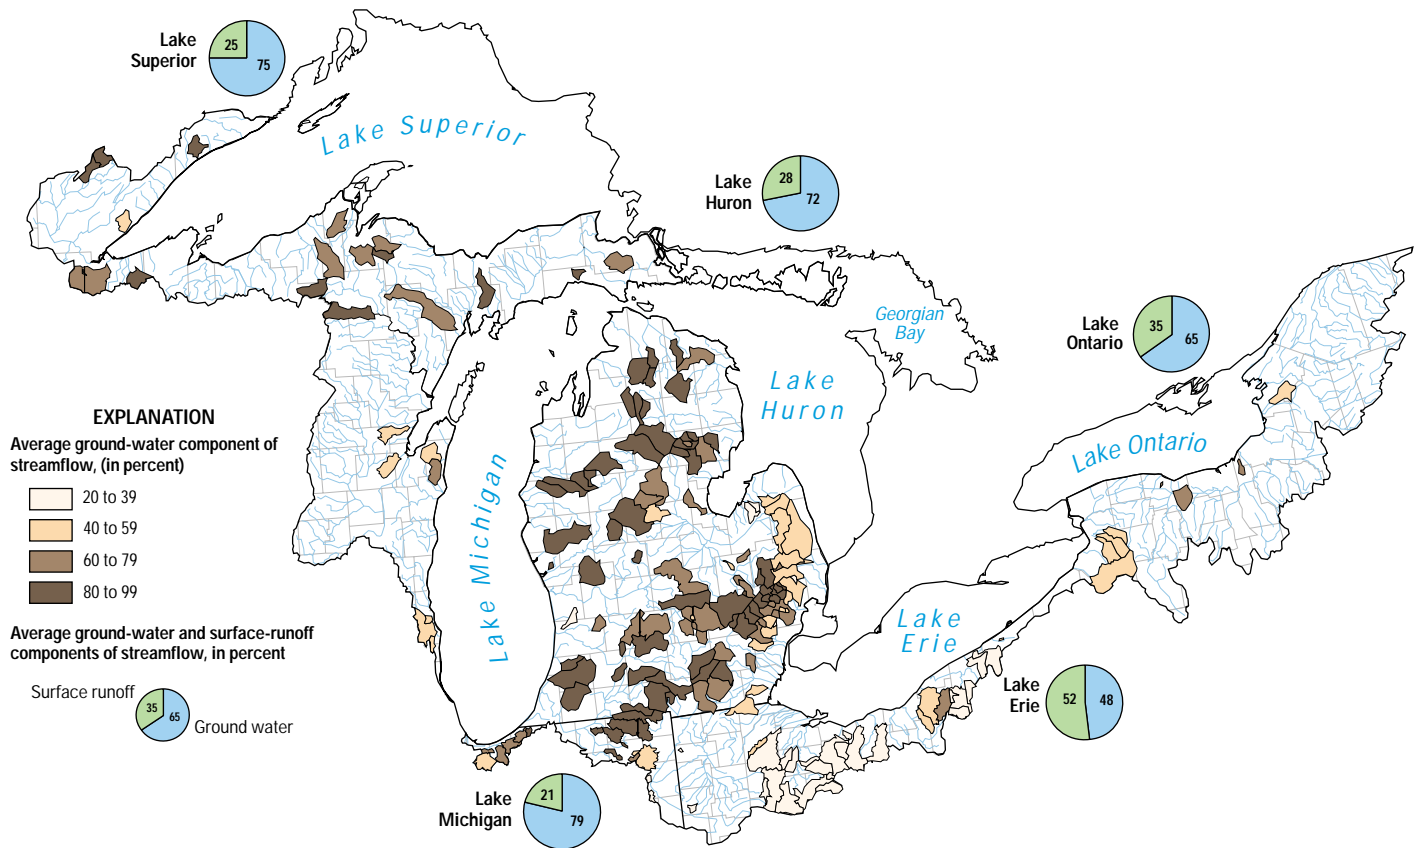 Lake
Superior
25
75
Lake Superior
Lake
Huron
28
72
Georgian
Bay
Lake
Ontario
35
65
Lake
Huron
Lake Ontario
Lake Michigan
Lake
Erie
EXPLANATION
Average ground-water component of
streamflow, (in percent)
20 to 39
40 to 59
60 to 79
80 to 99
Average ground-water and surface-runoff
components of streamflow, in percent
Surface runoff
35
65
Ground water
Lake
Erie
52
48
Lake
Michigan
21
79